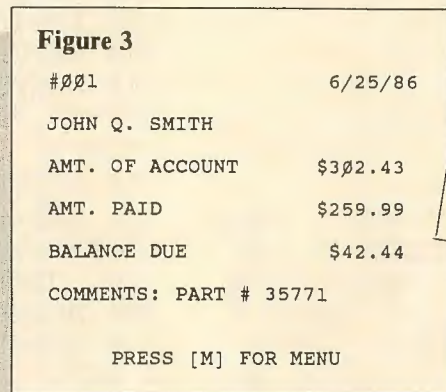 Figure 3
#ØØ1 6/25/86
JOHN Q. SMITH
AMT. OF ACCOUNT $3Ø2.43
AMT. PAID $259.99
BALANCE DUE $42.44
COMMENTS: PART # 35771
PRESS [M] FOR MENU